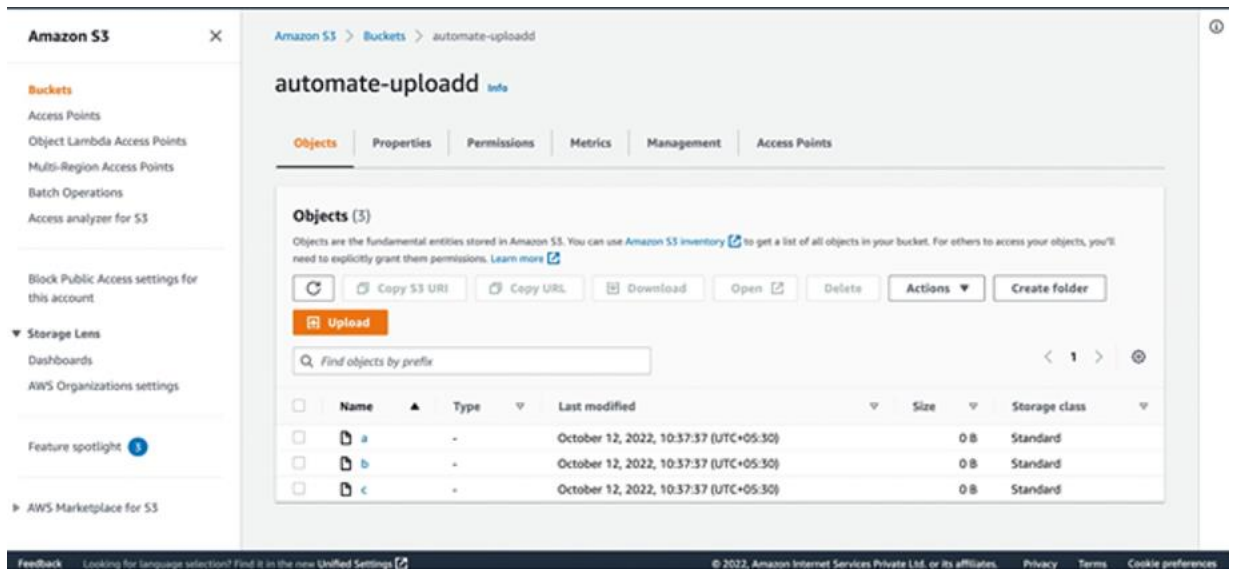 Amazon S3
Buckets
Access Points
Object Lambda Access Points
Multi-Region Access Points
Batch Operations
Access analyzer for S3
Block Public Access settings for
this account
Storage Lens
Dashboards
AWS Organizations settings
Feature spotlight 3
AWS Marketplace for S3
Amazon S3 > Buckets > automate-uploadd
automate-uploadd Info
Objects Properties Permissions Metrics Management Access Points
Objects (3)
Objects are the fundamental entities stored in Amazon S3. You can use Amazon S3 inventory to get a list of all objects in your bucket. For others to access your objects, you'll
need to explicitly grant them permissions. Learn more
Copy S3 URI Copy URL Download Open Delete Actions Create folder
Upload
Find objects by prefix
< 1 >
Name Type Last modified Size Storage class
a - October 12, 2022, 10:37:37 (UTC+05:30) 0 B Standard
b - October 12, 2022, 10:37:37 (UTC+05:30) 0 B Standard
c - October 12, 2022, 10:37:37 (UTC+05:30) 0 B Standard
Feedback Looking for language selection? Find it in the new Unified Settings © 2022, Amazon Internet Services Private Ltd. or its affiliates. Privacy Terms Cookie preferences